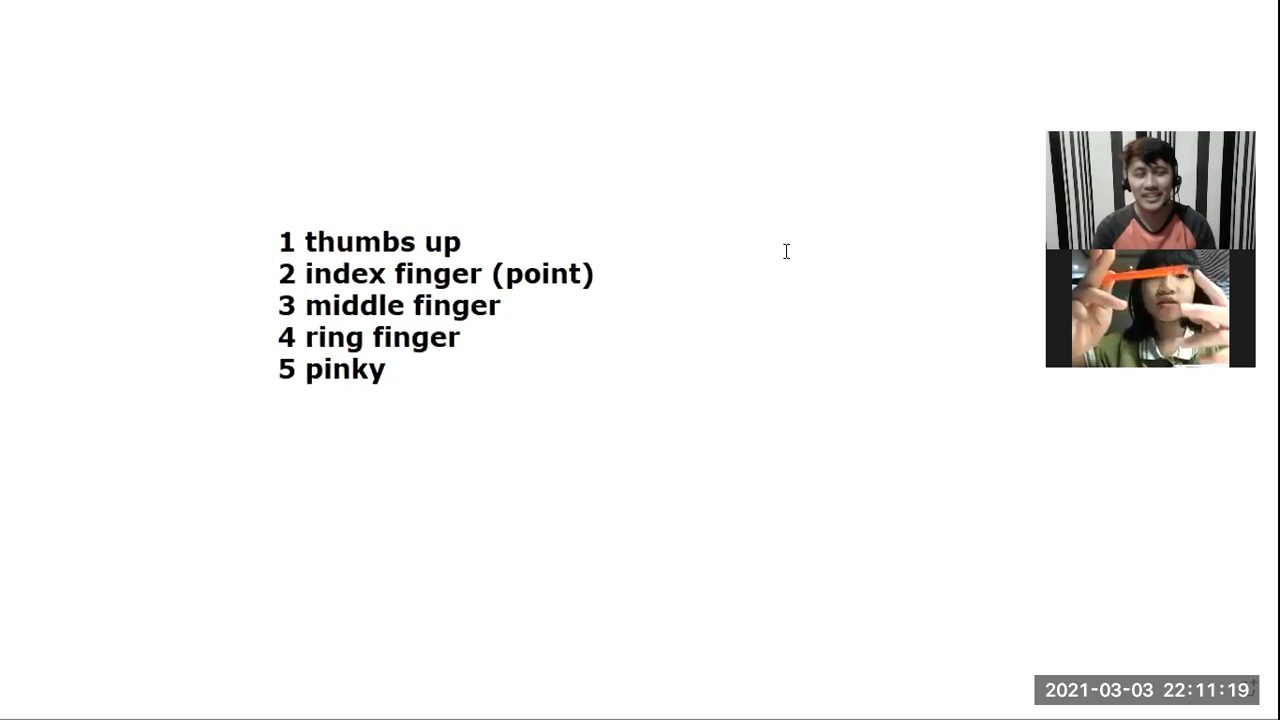 1 thumbs up
2 index finger (point)
3 middle finger
4 ring finger
5 pinky
2021-03-03 22:11:19